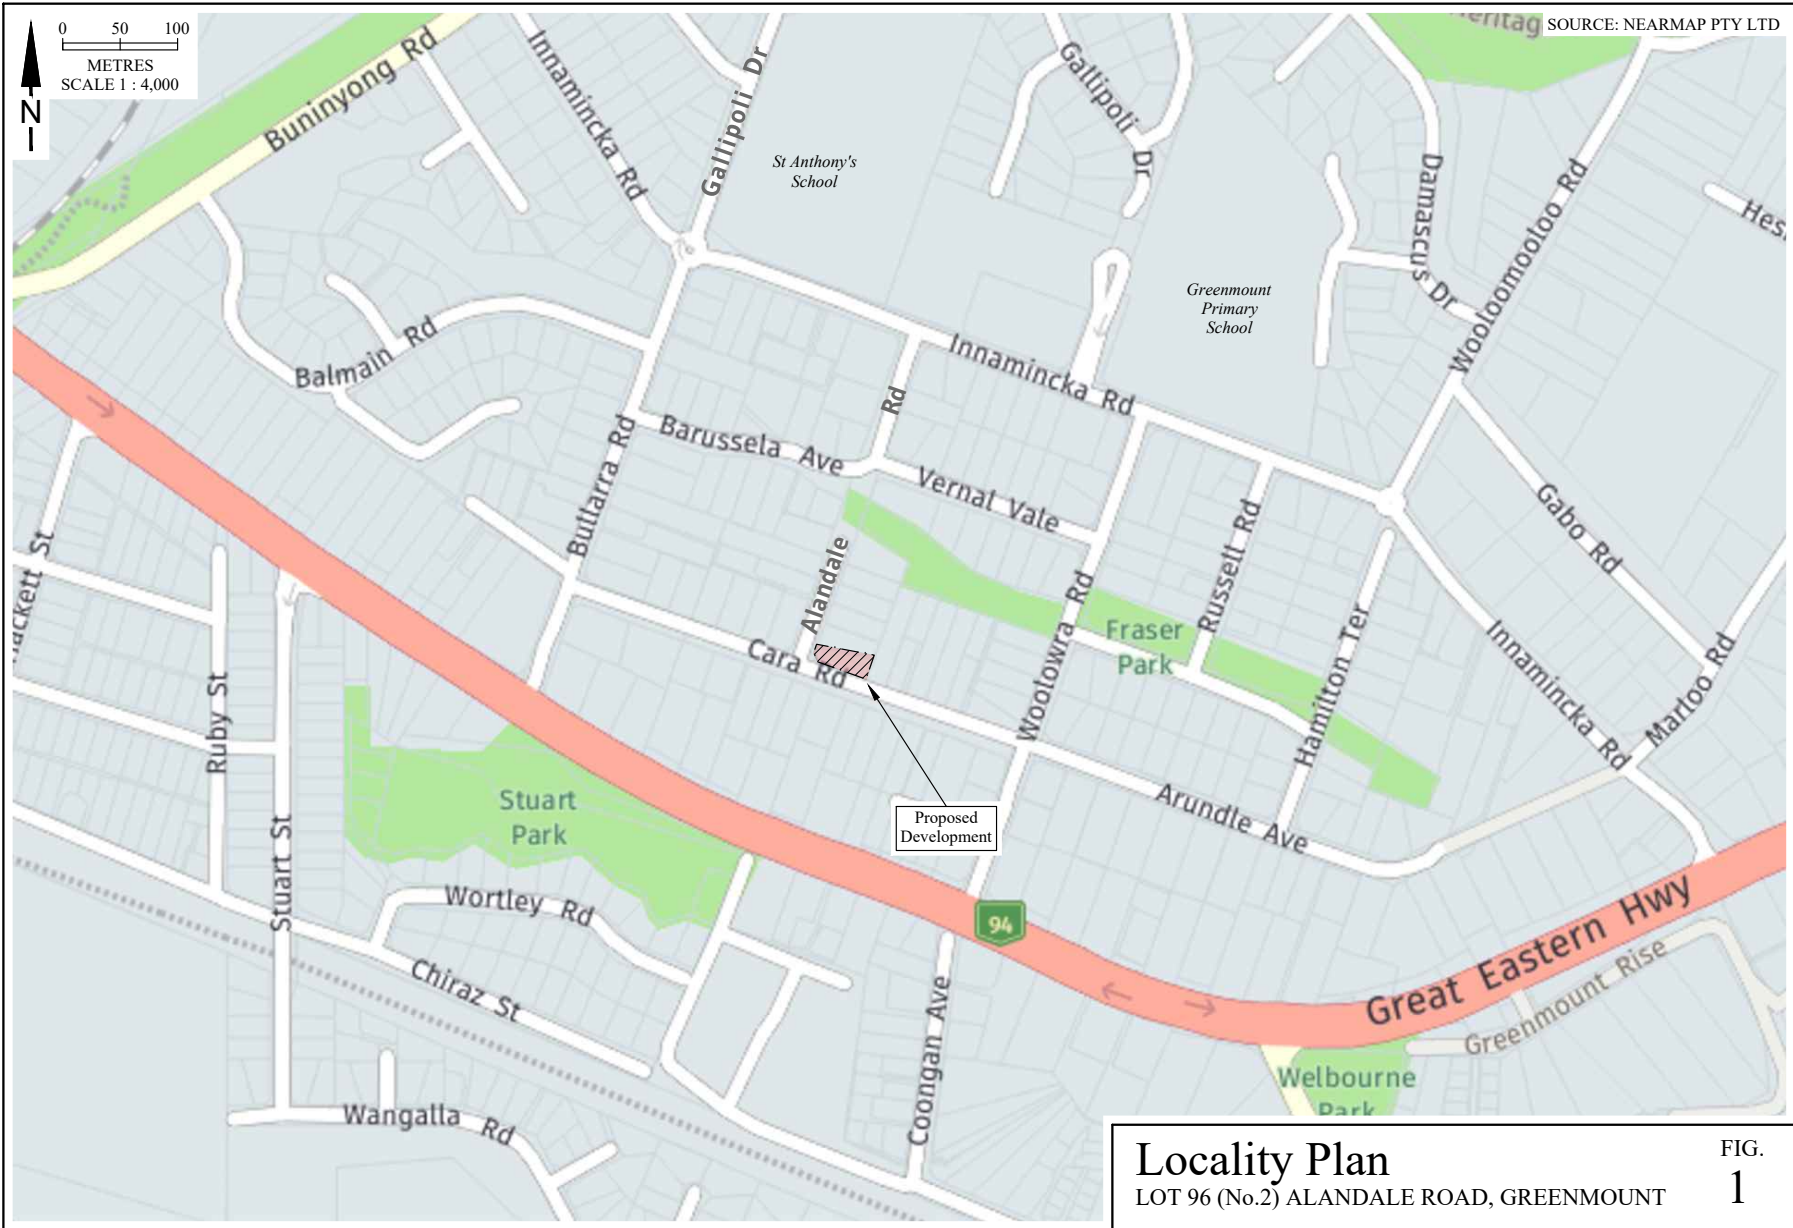 0 50 100
METRES
SCALE 1 : 4,000
N
SOURCE: NEARMAP PTY LTD
Buninyong Rd
Innamincka Rd
Gallipoli Dr
St Anthony's
School
Gallipoli Dr
Damascus Dr
Wooloomooloo Rd
Greenmount
Primary
School
Balmain Rd
Innamincka Rd
Rd
Barussela Ave
Bullarra Rd
Vernal Vale
Gabo Rd
Alandale
Russell Rd
Woolowra Rd
Fraser
Park
Hamilton Ter
Innamincka Rd
Marloo Rd
Cara Rd
Ruby St
Stuart St
Stuart
Park
Proposed
Development
Arundle Ave
Wortley Rd
94
Great Eastern Hwy
Greenmount Rise
Chiraz St
Coongan Ave
Welbourne
Park
Wangalla Rd
Locality Plan
LOT 96 (No.2) ALANDALE ROAD, GREENMOUNT
FIG.
1